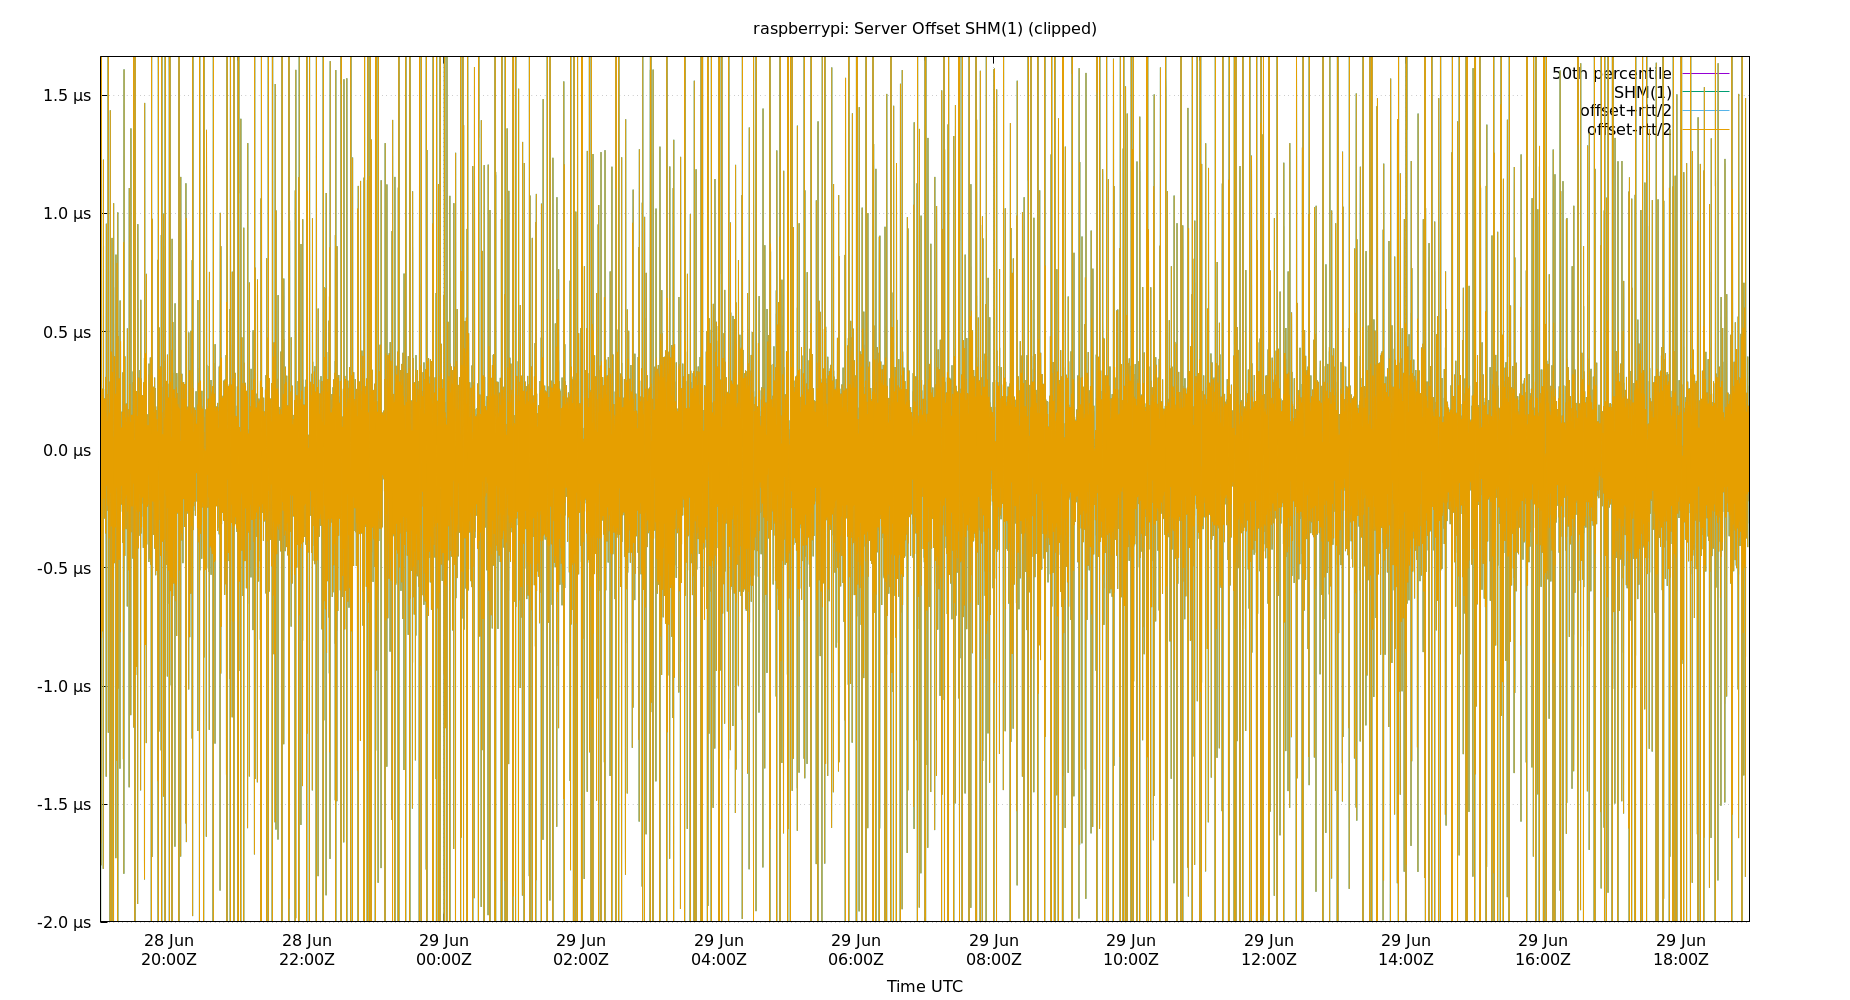 raspberrypi: Server Offset SHM(1) (clipped)
50th percentile
SHM(1)
offset+rtt/2
offset-rtt/2
1.5 µs
1.0 µs
0.5 µs
0.0 µs
-0.5 µs
-1.0 µs
-1.5 µs
-2.0 µs
28 Jun 28 Jun 29 Jun 29 Jun 29 Jun 29 Jun 29 Jun 29 Jun 29 Jun 29 Jun 29 Jun 29 Jun
20:00Z 22:00Z 00:00Z 02:00Z 04:00Z 06:00Z 08:00Z 10:00Z 12:00Z 14:00Z 16:00Z 18:00Z
Time UTC